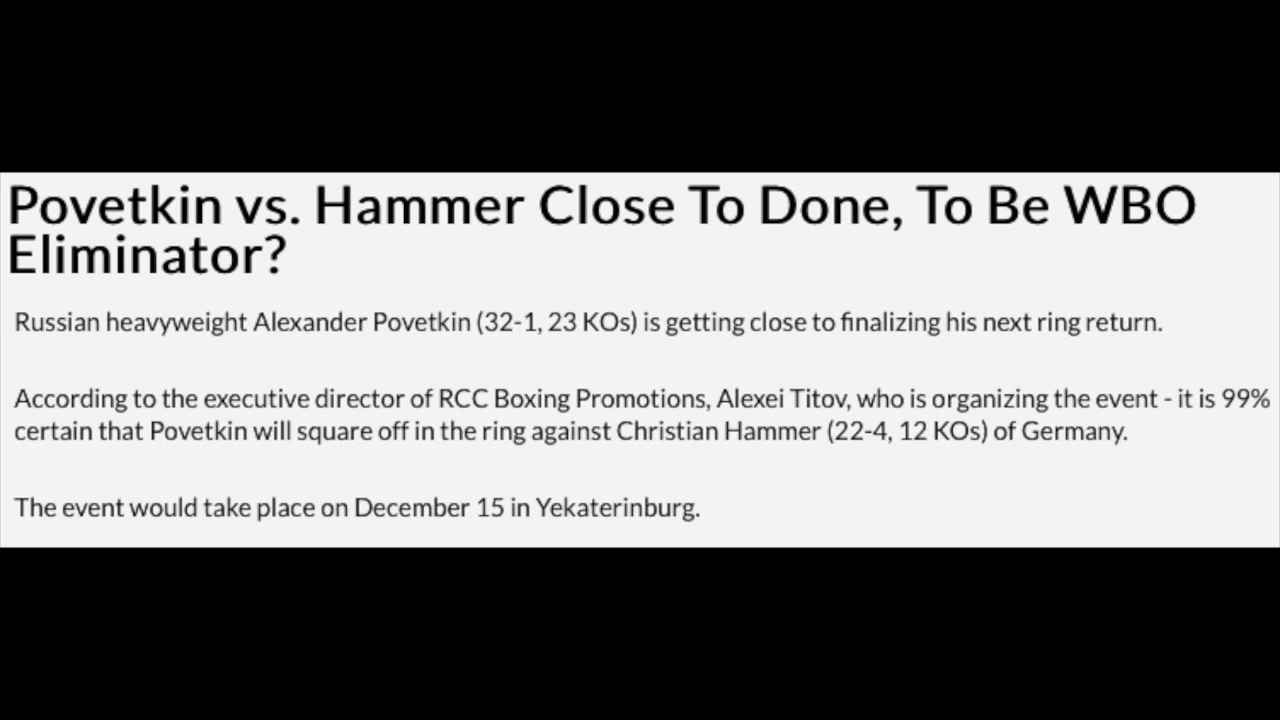 Povetkin vs. Hammer Close To Done, To Be WBO
Eliminator?
Russian heavyweight Alexander Povetkin (32-1, 23 KOs) is getting close to finalizing his next ring return.
According to the executive director of RCC Boxing Promotions, Alexei Titov, who is organizing the event - it is 99%
certain that Povetkin will square off in the ring against Christian Hammer (22-4, 12 KOs) of Germany.
The event would take place on December 15 in Yekaterinburg.